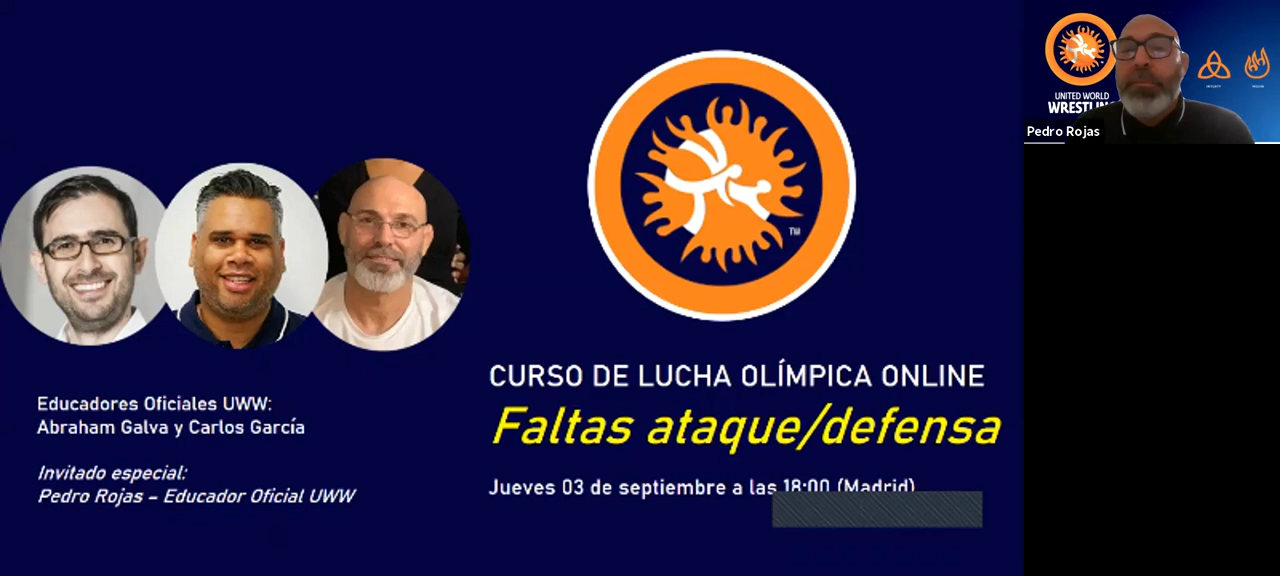 Educadores Oficiales UWW:
Abraham Galva y Carlos García
Invitado especial:
Pedro Rojas – Educador Oficial UWW
TM
CURSO DE LUCHA OLÍMPICA ONLINE
Faltas ataque/defensa
Jueves 03 de septiembre a las 18:00 (Madrid)
UNITED WORLD
WRESTLING
Pedro Rojas